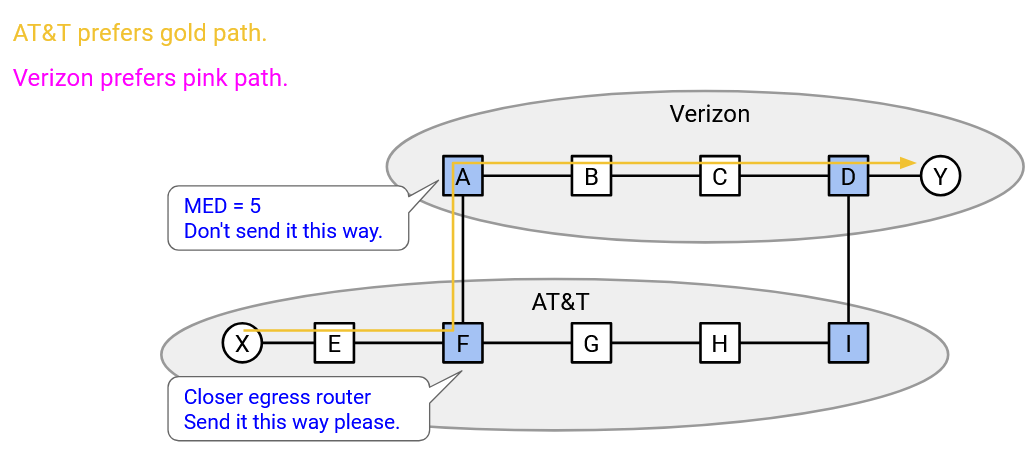 AT&T prefers gold path.
Verizon prefers pink path.
Verizon
A
B
C
D
Y
MED = 5
Don't send it this way.
AT&T
X
E
F
G
H
I
Closer egress router
Send it this way please.